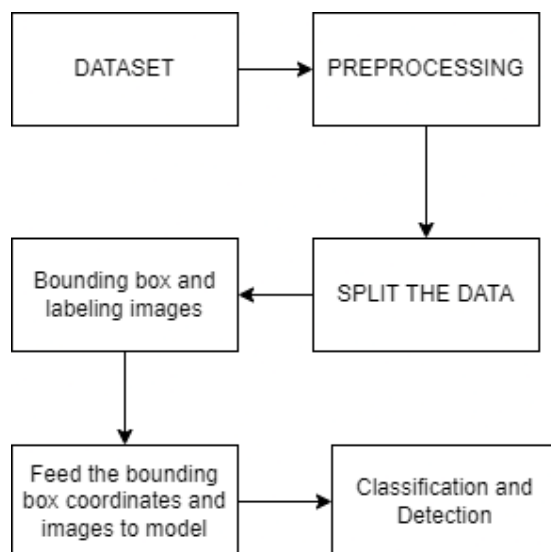 DATASET
PREPROCESSING
SPLIT THE DATA
Bounding box and
labeling images
Feed the bounding
box coordinates and
images to model
Classification and
Detection